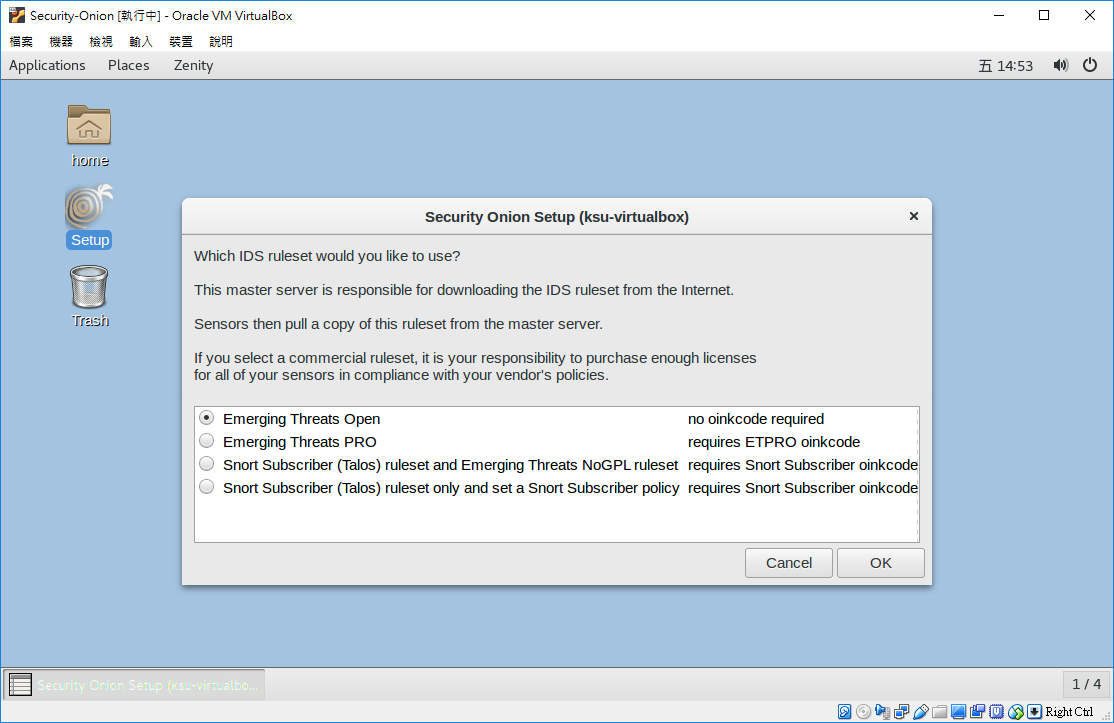 Security-Onion [執行中] - Oracle VM VirtualBox
檔案 機器 檢視 輸入 裝置 說明
Applications Places Zenity 五 14:53
home
Setup
Trash
Security Onion Setup (ksu-virtualbox)
Which IDS ruleset would you like to use?
This master server is responsible for downloading the IDS ruleset from the Internet.
Sensors then pull a copy of this ruleset from the master server.
If you select a commercial ruleset, it is your responsibility to purchase enough licenses
for all of your sensors in compliance with your vendor's policies.
Emerging Threats Open no oinkcode required
Emerging Threats PRO requires ETPRO oinkcode
Snort Subscriber (Talos) ruleset and Emerging Threats NoGPL ruleset requires Snort Subscriber oinkcode
Snort Subscriber (Talos) ruleset only and set a Snort Subscriber policy requires Snort Subscriber oinkcode
Cancel OK
Security Onion Setup (ksu-virtualbo... 1 / 4
Right Ctrl